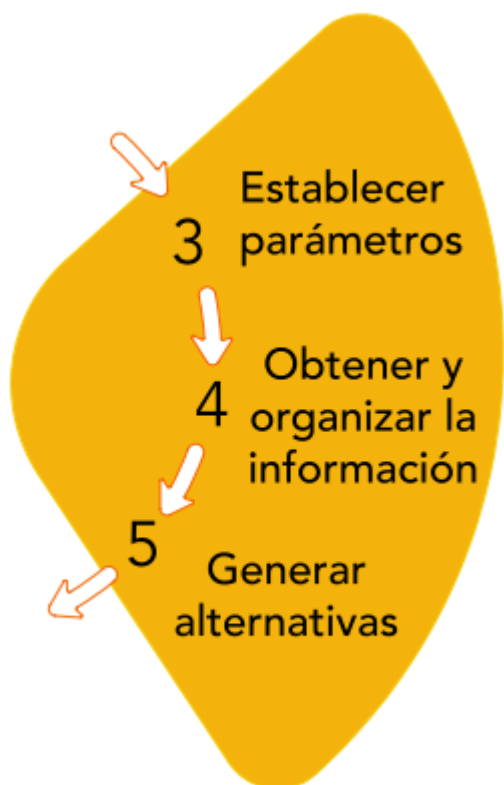 3
Establecer
parámetros
4
Obtener y
organizar la
información
5
Generar
alternativas